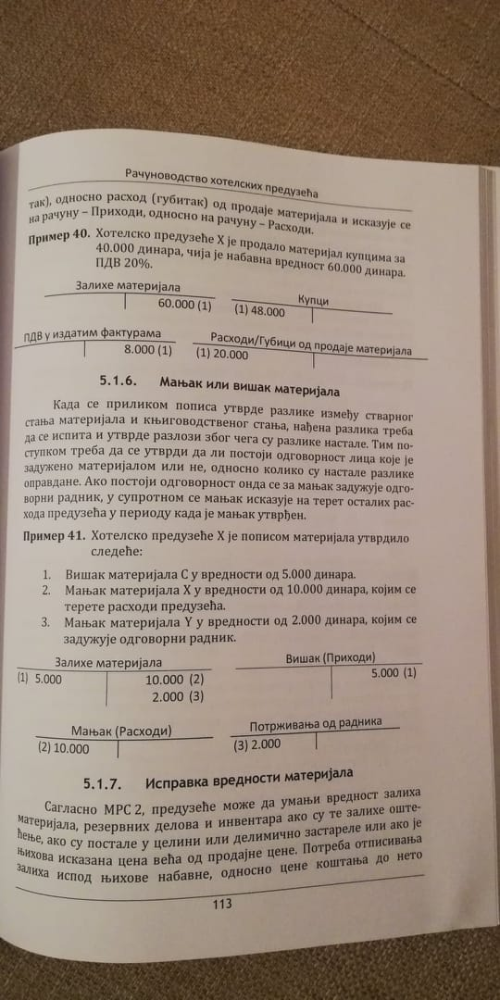 Рачуноводство хотелских предузећа
так), односно расход (губитак) од продаје материјала и исказује се
на рачуну – Приходи, односно на рачуну – Расходи.
Пример 40. Хотелско предузеће X је продало материјал купцима за
40.000 динара, чија је набавна вредност 60.000 динара.
ПДВ 20%.
Залихе материјала
Купци
60.000 (1)
(1) 48.000
ПДВ у издатим фактурама
Расходи/Губици од продаје материјала
8.000 (1)
(1) 20.000
5.1.6. Мањак или вишак материјала
Када се приликом пописа утврде разлике између стварног
стања материјала и књиговодственог стања, нађена разлика треба
да се испита и утврде разлози због чега су разлике настале. Тим по-
ступком треба да се утврди да ли постоји одговорност лица које је
задужено материјалом или не, односно колико су настале разлике
оправдане. Ако постоји одговорност онда се за мањак задужује одго-
ворни радник, у супротном се мањак исказује на терет осталих рас-
хода предузећа у периоду када је мањак утврђен.
Пример 41. Хотелско предузеће X је пописом материјала утврдило
следеће:
1. Вишак материјала C у вредности од 5.000 динара.
2. Мањак материјала X у вредности од 10.000 динара, којим се
терете расходи предузећа.
3. Мањак материјала Y у вредности од 2.000 динара, којим се
задужује одговорни радник.
Залихе материјала
Вишак (Приходи)
(1) 5.000
10.000 (2)
5.000 (1)
2.000 (3)
Мањак (Расходи)
Потрживања од радника
(2) 10.000
(3) 2.000
5.1.7. Исправка вредности материјала
Сагласно МРС 2, предузеће може да умањи вредност залиха
материјала, резервних делова и инвентара ако су те залихе оште-
ћење, ако су постале у целини или делимично застареле или ако је
њихова исказана цена већа од продајне цене. Потреба отписивања
залиха испод њихове набавне, односно цене коштања до нето
113